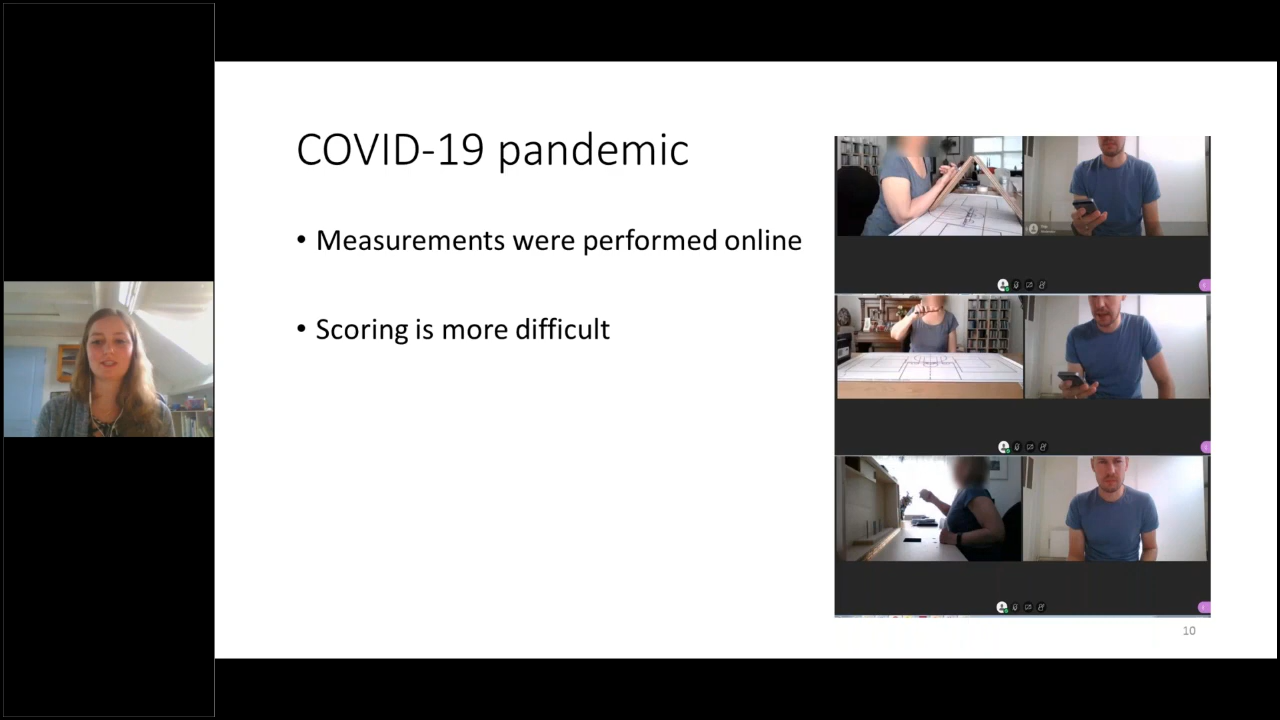 COVID-19 pandemic
• Measurements were performed online
• Scoring is more difficult
10